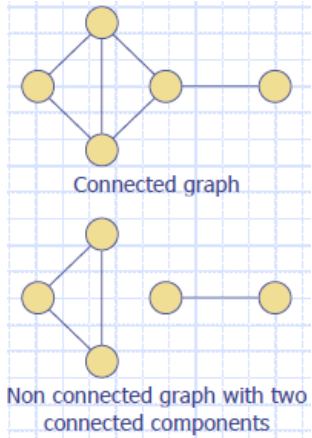 Connected graph
Non connected graph with two
connected components